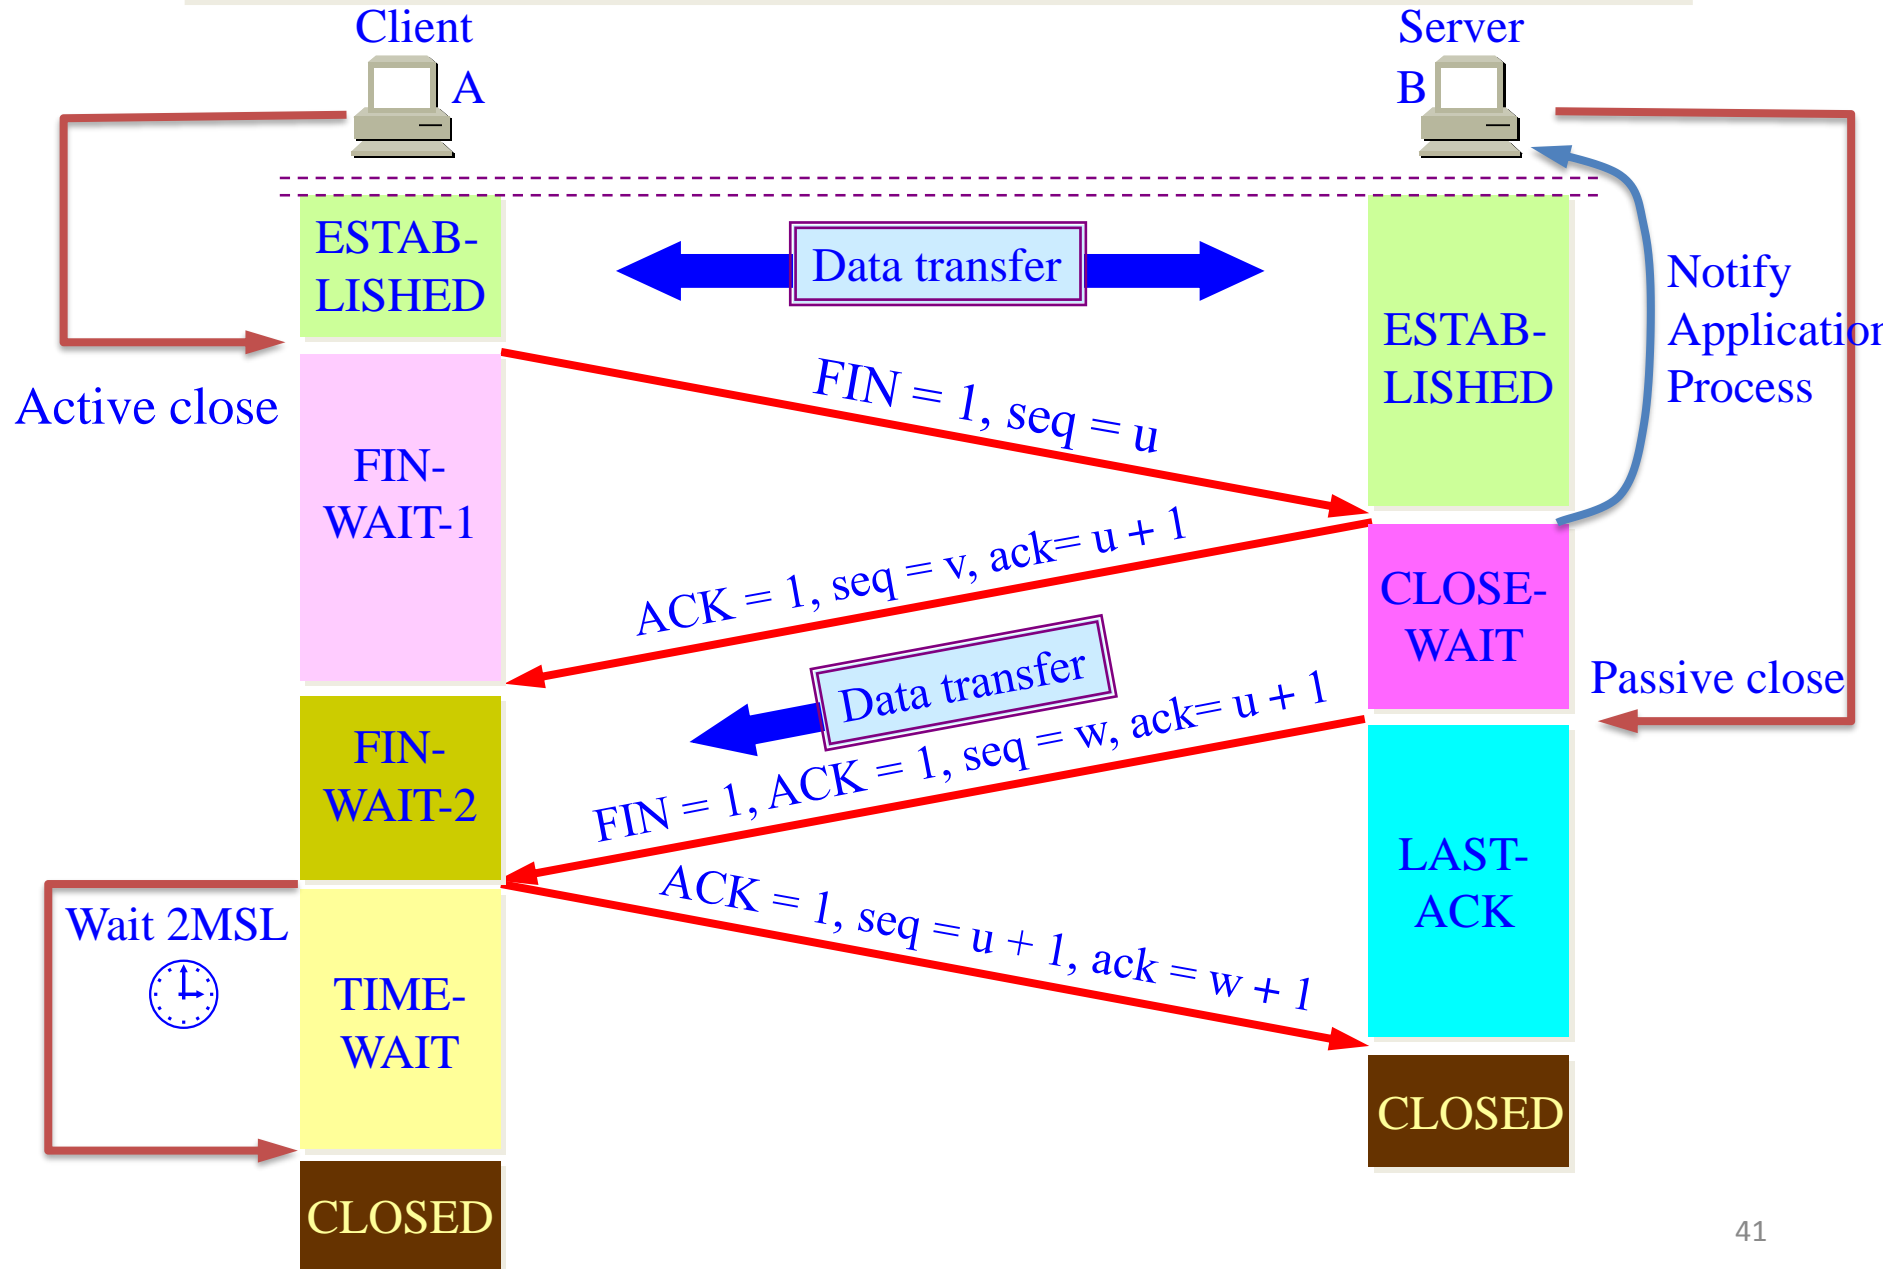 Client
A
Server
B
ESTAB-
LISHED
Data transfer
ESTAB-
LISHED
Notify
Application
Process
Active close
FIN = 1, seq = u
FIN-
WAIT-1
ACK = 1, seq = v, ack= u + 1
CLOSE-
WAIT
Data transfer
Passive close
FIN-
WAIT-2
FIN = 1, ACK = 1, seq = w, ack= u + 1
LAST-
ACK
ACK = 1, seq = u + 1, ack = w + 1
Wait 2MSL
TIME-
WAIT
CLOSED
CLOSED
41